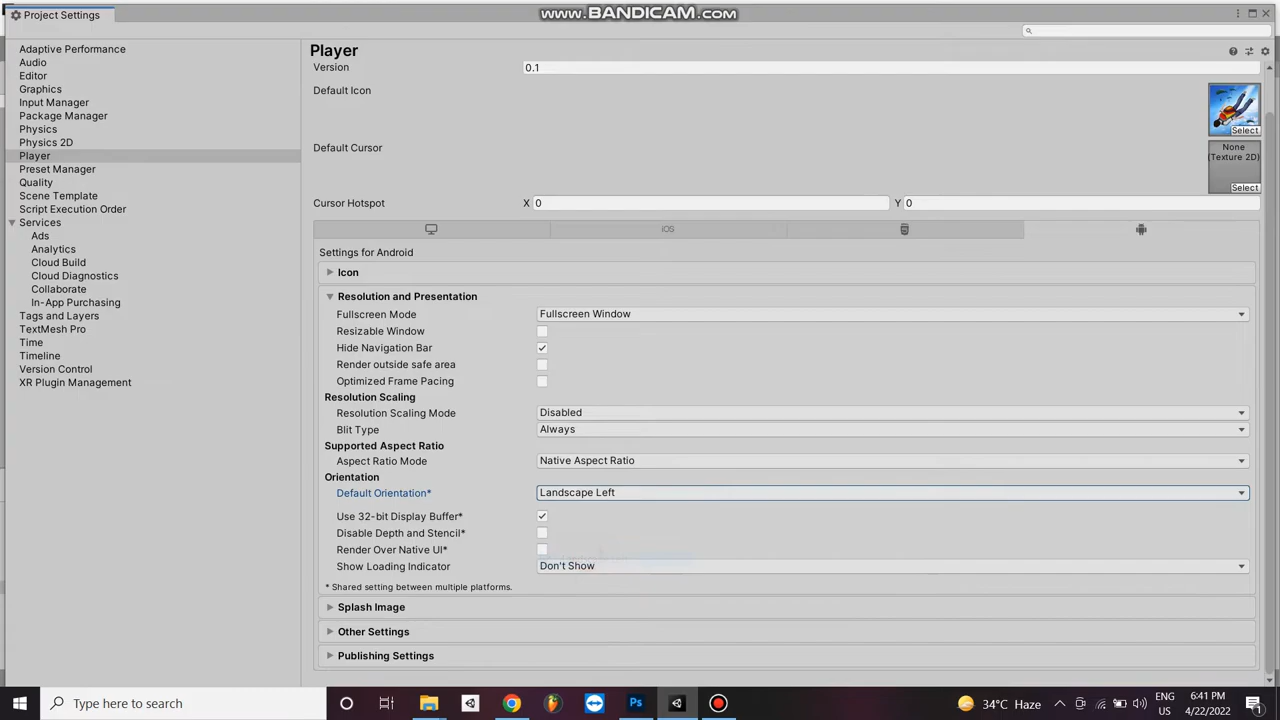 Project Settings
www.BANDICAM.com
Adaptive Performance
Audio
Editor
Graphics
Input Manager
Package Manager
Physics
Physics 2D
Player
Preset Manager
Quality
Scene Template
Script Execution Order
Services
Ads
Analytics
Cloud Build
Cloud Diagnostics
Collaborate
In-App Purchasing
Tags and Layers
TextMesh Pro
Time
Timeline
Version Control
XR Plugin Management
Player
Version 0.1
Default Icon
Select
Default Cursor
None
(Texture 2D)
Select
Cursor Hotspot X 0 Y 0
iOS
Settings for Android
Icon
Resolution and Presentation
Fullscreen Mode Fullscreen Window
Resizable Window
Hide Navigation Bar
Render outside safe area
Optimized Frame Pacing
Resolution Scaling
Resolution Scaling Mode Disabled
Blit Type Always
Supported Aspect Ratio
Aspect Ratio Mode Native Aspect Ratio
Orientation
Default Orientation* Landscape Left
Use 32-bit Display Buffer*
Disable Depth and Stencil*
Render Over Native UI*
Show Loading Indicator Don't Show
* Shared setting between multiple platforms.
Splash Image
Other Settings
Publishing Settings
Type here to search
Ps
34°C Haze
ENG
US
6:41 PM
4/22/2022
1